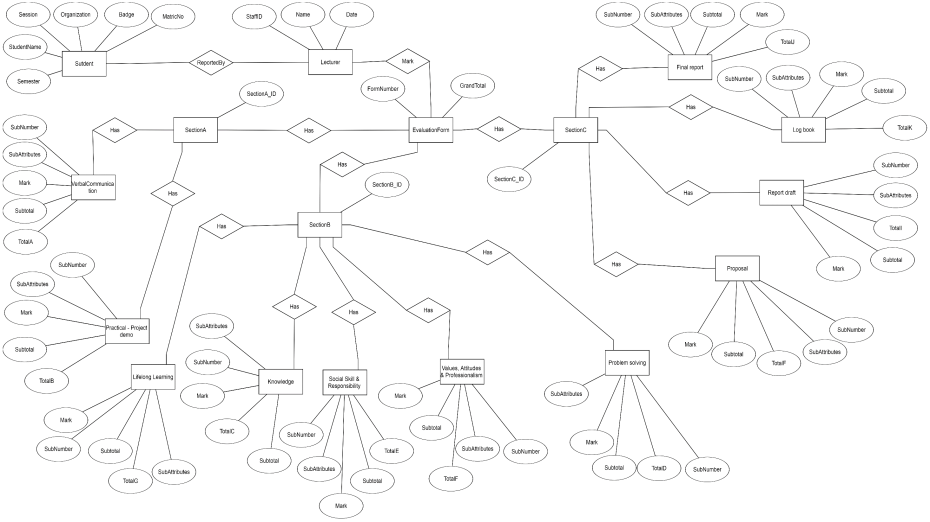 Session
Organization
Badge
MatricNo
StaffID
Name
Date
SubNumber
SubAttributes
Subtotal
Mark
StudentName
Sutdent
ReportedBy
Lecturer
Mark
Has
Final report
TotalJ
Semester
FormNumber
GrandTotal
SubNumber
SubAttributes
Mark
Subtotal
SectionA_ID
Has
Log book
TotalK
SubNumber
Has
SectionA
Has
EvaluationForm
Has
SectionC
SubAttributes
Has
SectionC_ID
SubNumber
Mark
VerbalCommunica
tion
Has
SectionB_ID
Has
Report draft
SubAttributes
Subtotal
TotalI
TotalA
Has
SectionB
Has
Subtotal
Mark
SubNumber
Has
Proposal
SubAttributes
Mark
Has
Has
Has
Practical - Project
demo
SubAttributes
Subtotal
SubNumber
Mark
Subtotal
TotalF
SubAttributes
SubNumber
TotalB
Lifelong Learning
Mark
Knowledge
Social Skill &
Responsibility
Values, Attitudes
& Professionalism
Problem solving
Mark
SubAttributes
Mark
SubNumber
Subtotal
TotalG
SubAttributes
TotalC
Subtotal
SubNumber
SubAttributes
Mark
Subtotal
TotalE
Subtotal
TotalF
SubAttributes
SubNumber
Mark
Subtotal
TotalD
SubNumber